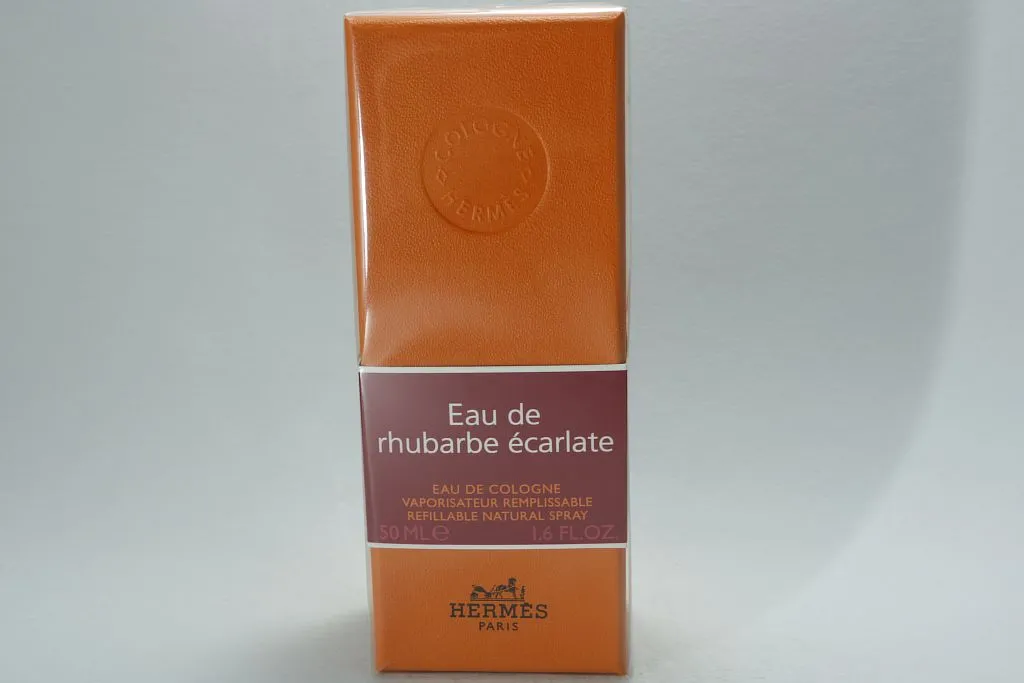 COLOGNE
HERMÈS
Eau de
rhubarbe écarlate
EAU DE COLOGNE
VAPORISATEUR REMPLISSABLE
REFILLABLE NATURAL SPRAY
50 ML℮ 1,6 FL.OZ.
HERMÈS
PARIS